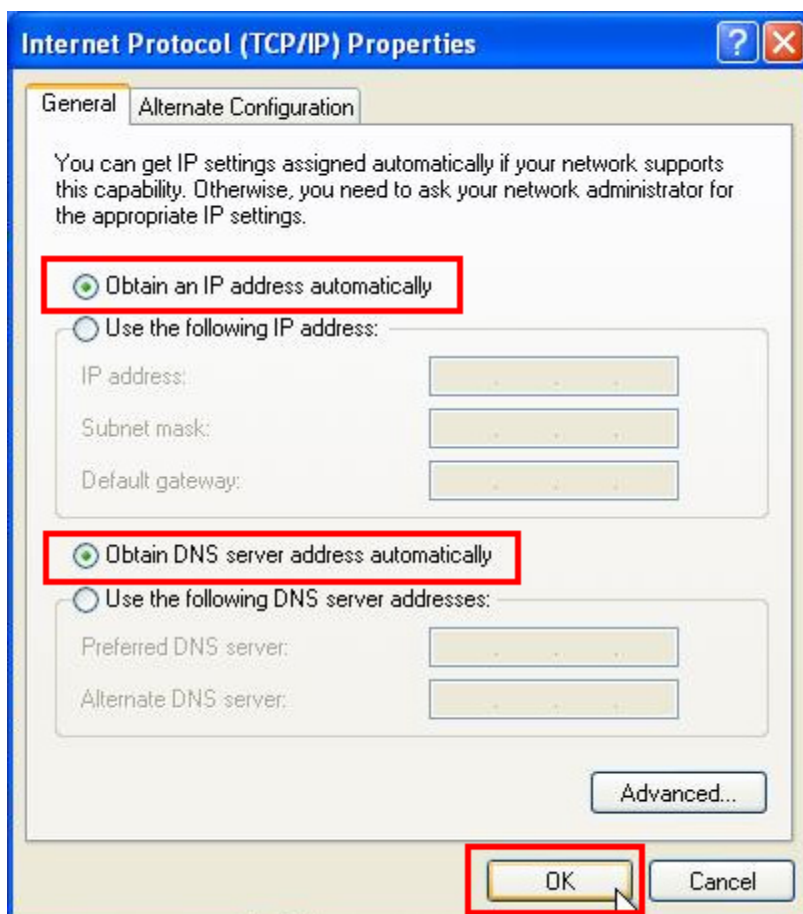 Internet Protocol (TCP/IP) Properties
General
Alternate Configuration
You can get IP settings assigned automatically if your network supports
this capability. Otherwise, you need to ask your network administrator for
the appropriate IP settings.
Obtain an IP address automatically
Use the following IP address:
IP address:
Subnet mask:
Default gateway:
Obtain DNS server address automatically
Use the following DNS server addresses:
Preferred DNS server:
Alternate DNS server:
Advanced...
OK
Cancel